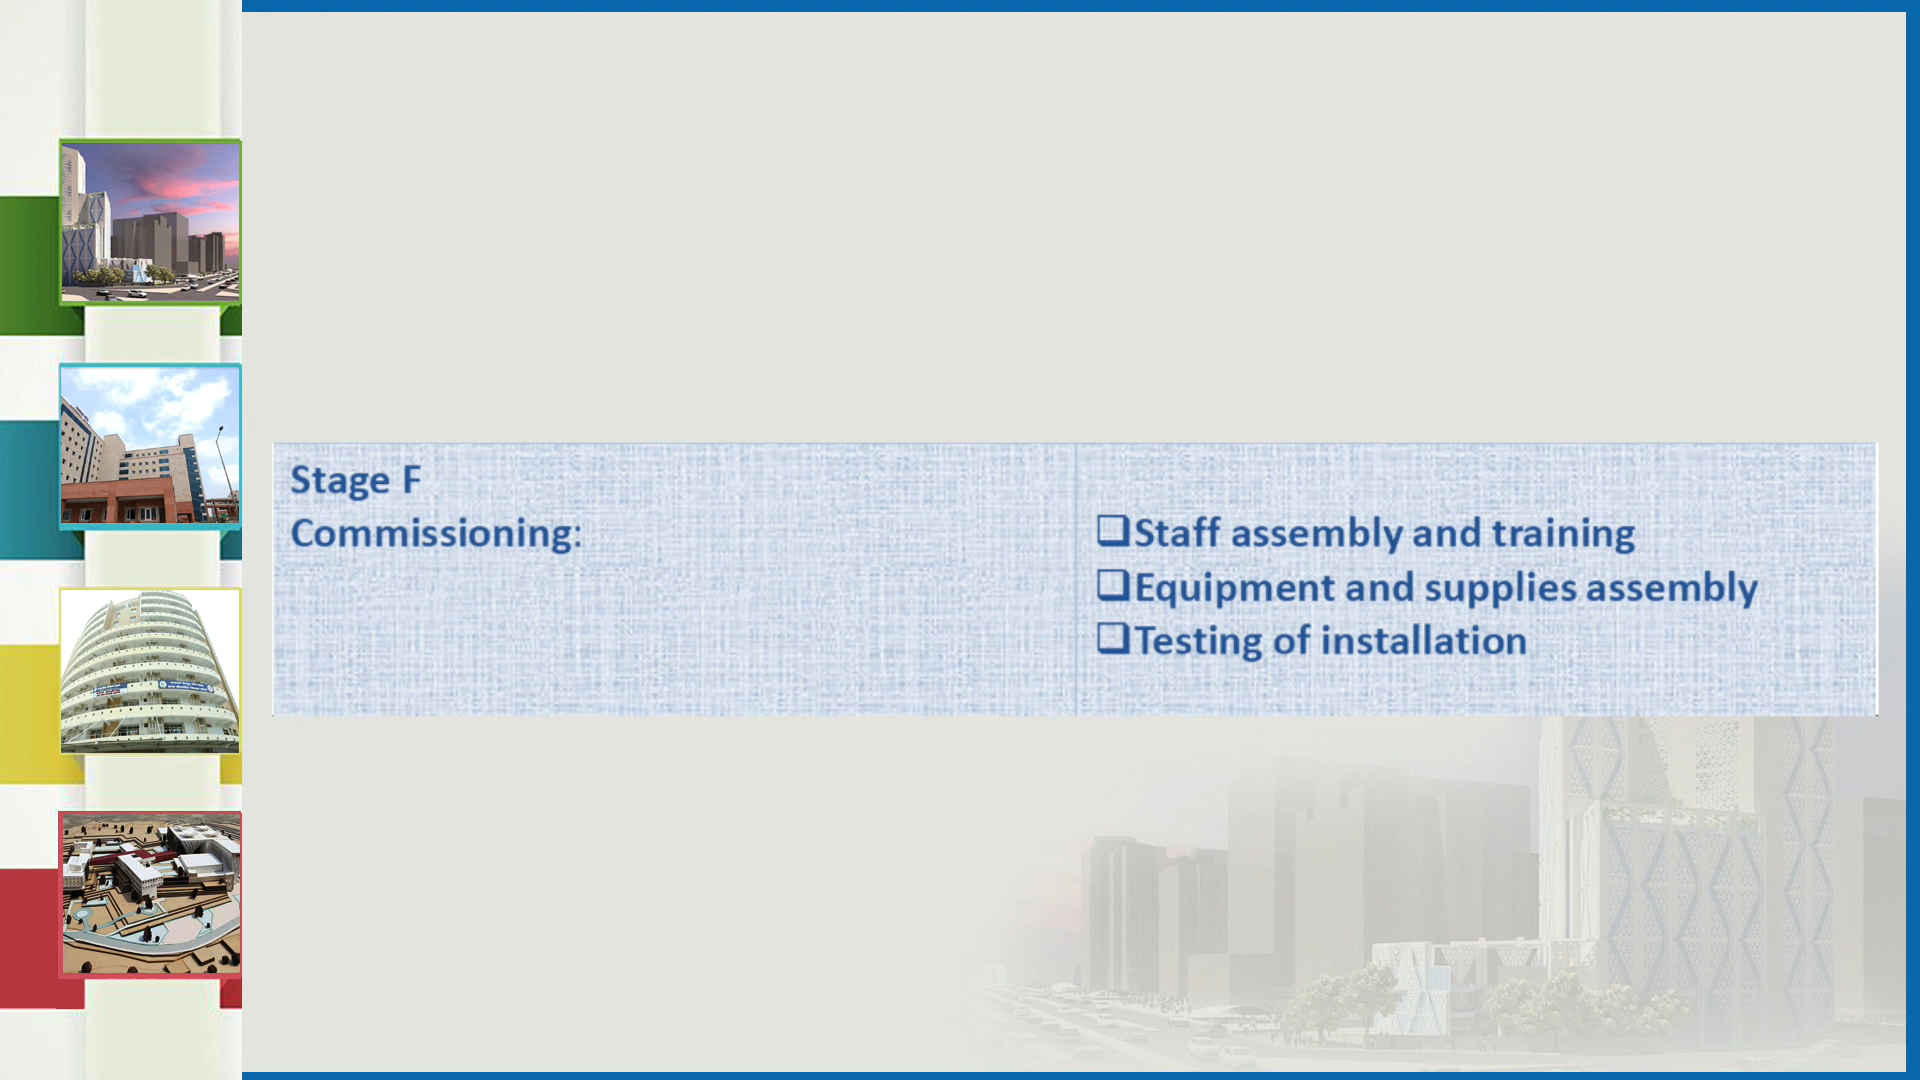 Stage F
Commissioning:
❑Staff assembly and training
❑Equipment and supplies assembly
❑Testing of installation